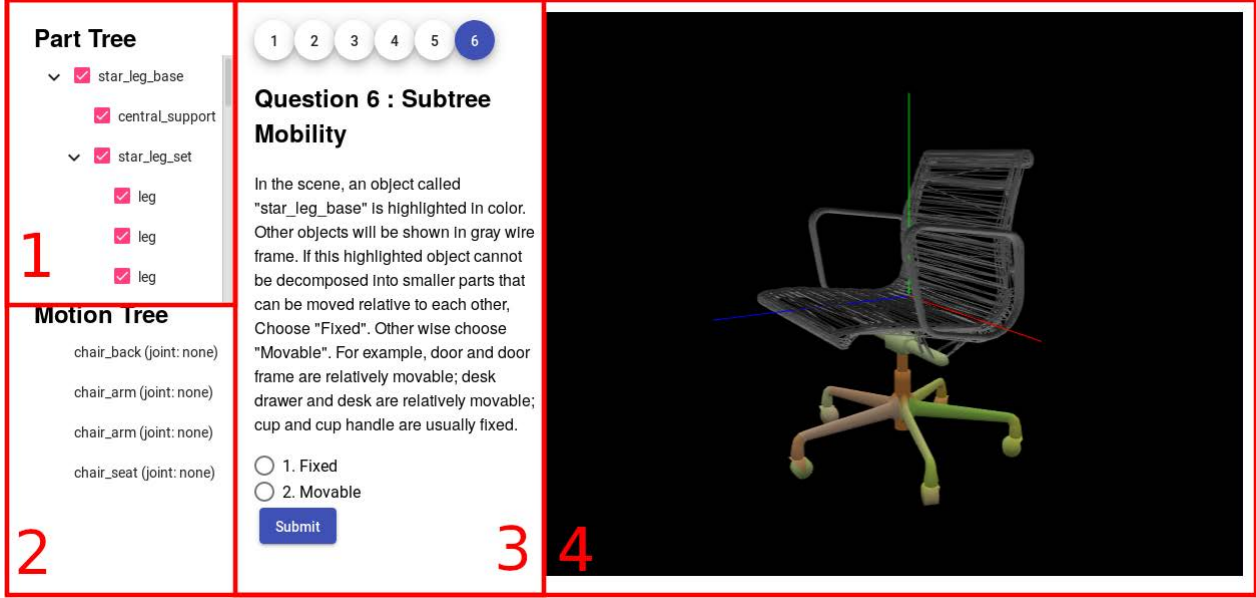 Part Tree
star_leg_base
central_support
star_leg_set
leg
leg
leg
1
Motion Tree
chair_back (joint: none)
chair_arm (joint: none)
chair_arm (joint: none)
chair_seat (joint: none)
2
1 2 3 4 5 6
Question 6 : Subtree
Mobility
In the scene, an object called
"star_leg_base" is highlighted in color.
Other objects will be shown in gray wire
frame. If this highlighted object cannot
be decomposed into smaller parts that
can be moved relative to each other,
Choose "Fixed". Other wise choose
"Movable". For example, door and door
frame are relatively movable; desk
drawer and desk are relatively movable;
cup and cup handle are usually fixed.
1. Fixed
2. Movable
Submit
3
4